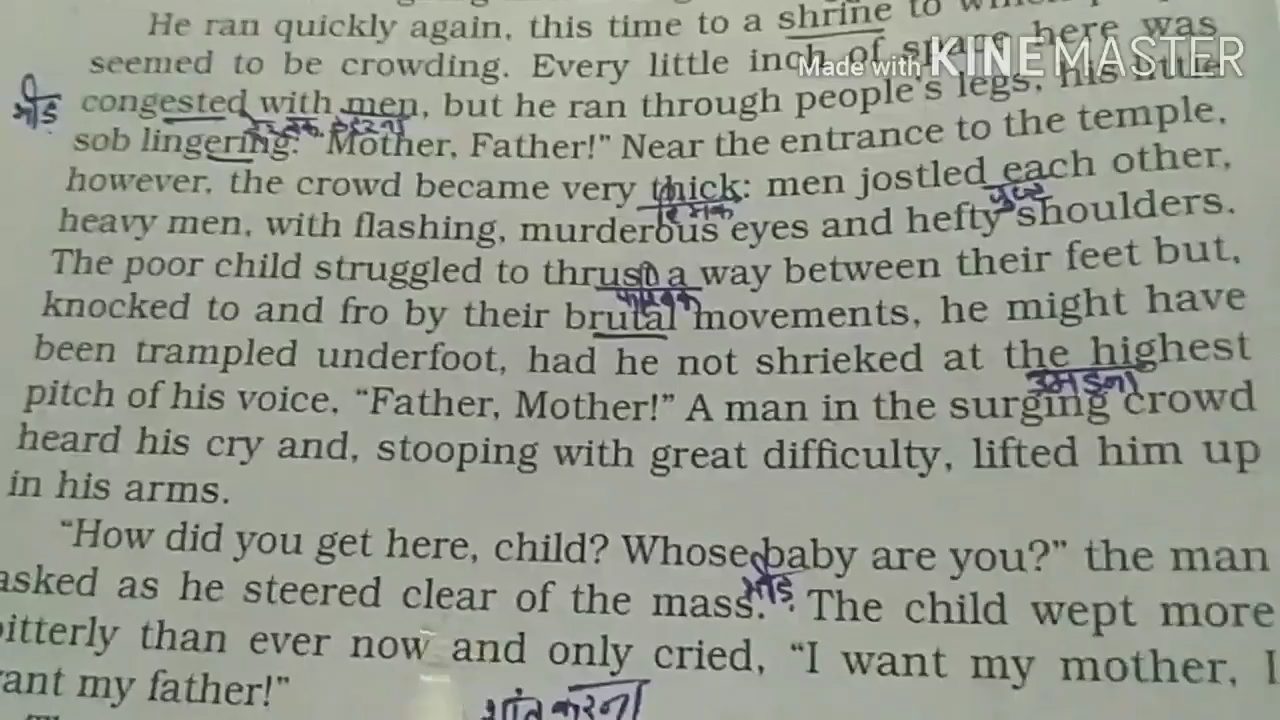 He ran quickly again, this time to a shrine to
seemed to be crowding. Every little inch of space here was
Made with KINEMASTER
भीड़
congested with men, but he ran through people's legs, his little
sob lingering: "Mother, Father!" Near the entrance to the temple,
however, the crowd became very thick: men jostled each other,
heavy men, with flashing, murderous eyes and hefty shoulders.
The poor child struggled to thrust a way between their feet but,
knocked to and fro by their brutal movements, he might have
been trampled underfoot, had he not shrieked at the highest
उमड़ना
pitch of his voice, "Father, Mother!" A man in the surging crowd
heard his cry and, stooping with great difficulty, lifted him up
in his arms.
"How did you get here, child? Whose baby are you?" the man
भीड़
asked as he steered clear of the mass. The child wept more
bitterly than ever now and only cried, "I want my mother, I
want my father!"
शांत करना